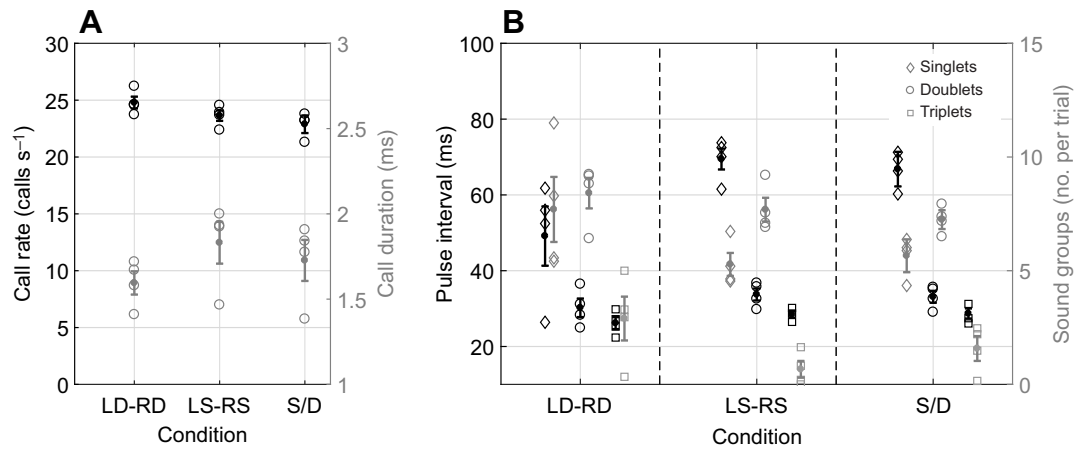 A
30
25
20
15
10
5
0
Call rate (calls s⁻¹)
3
2.5
2
1.5
1
Call duration (ms)
LD-RD LS-RS S/D
Condition
B
100
80
60
40
20
Pulse interval (ms)
Singlets
Doublets
Triplets
15
10
5
0
Sound groups (no. per trial)
LD-RD LS-RS S/D
Condition